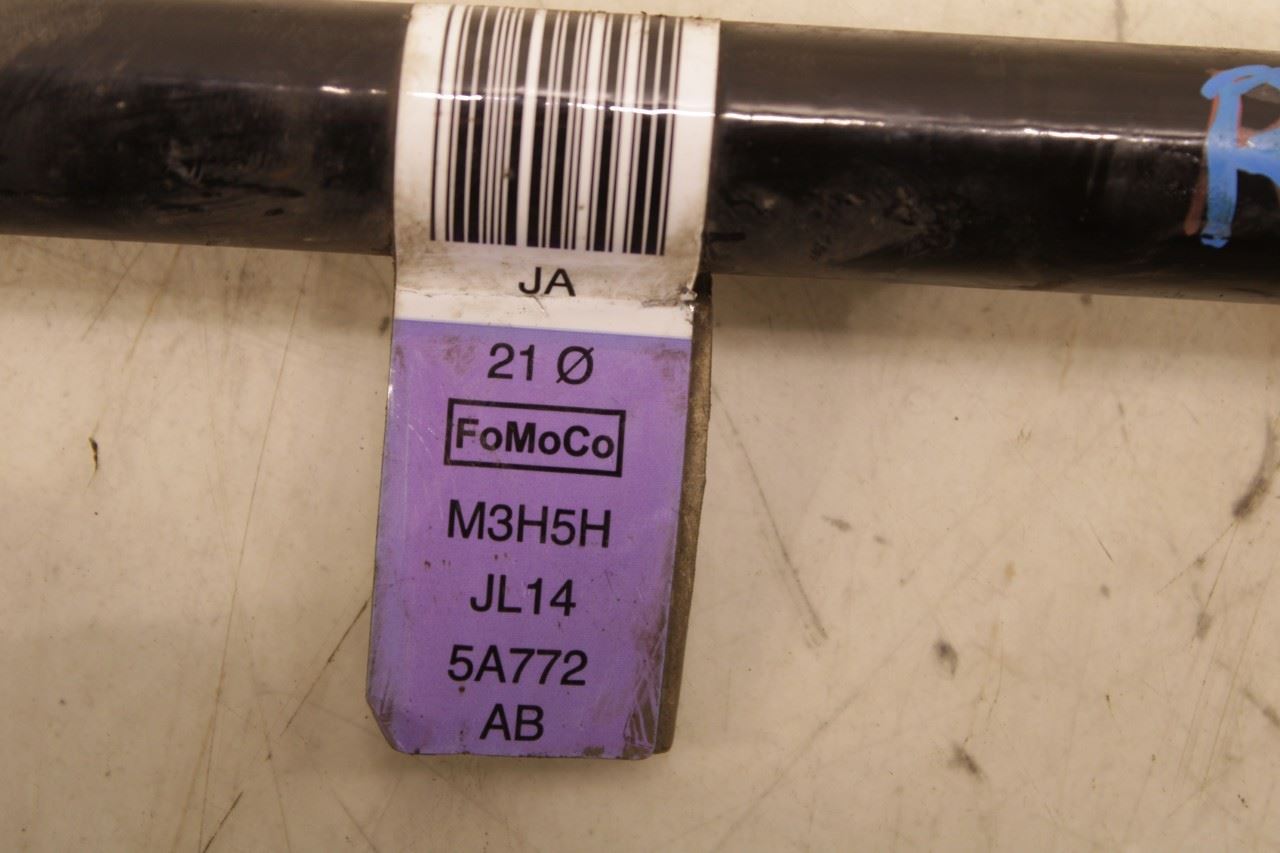 JA
21 Ø
FoMoCo
M3H5H
JL14
5A772
AB